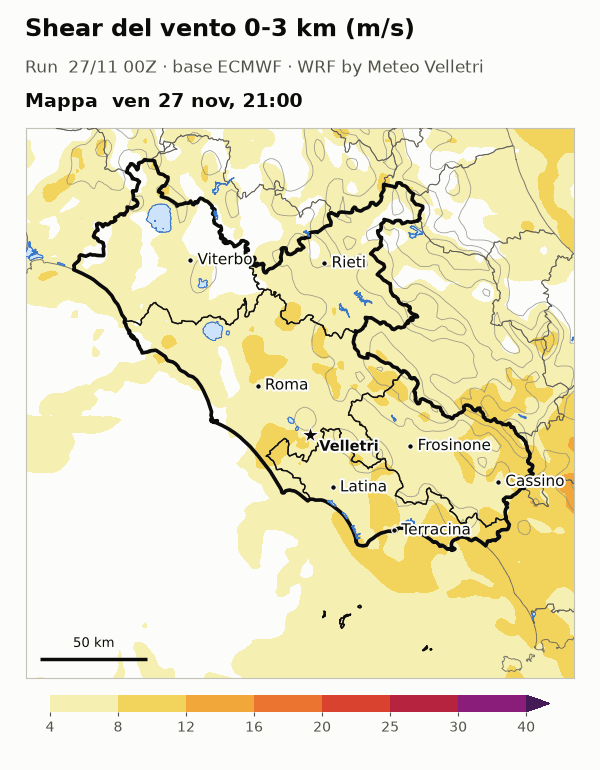 Shear del vento 0-3 km (m/s)
Run  27/11 00Z · base ECMWF · WRF by Meteo Velletri
Mappa  ven 27 nov, 21:00
Viterbo
Rieti
Roma
Velletri
Frosinone
Cassino
Latina
Terracina
50 km
4 8 12 16 20 25 30 40